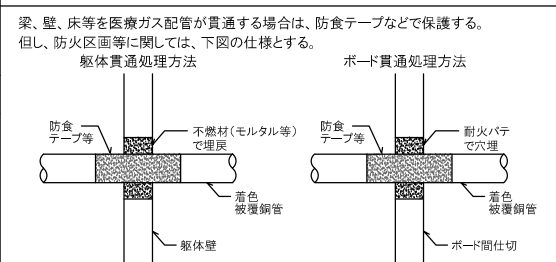 梁、壁、床等を医療ガス配管が貫通する場合は、防食テープなどで保護する。
但し、防火区画等に関しては、下図の仕様とする。
躯体貫通処理方法
防食
テープ等
不燃材(モルタル等)
で埋戻
着色
被覆銅管
躯体壁
ボード貫通処理方法
防食
テープ等
耐火パテ
で穴埋
着色
被覆銅管
ボード間仕切